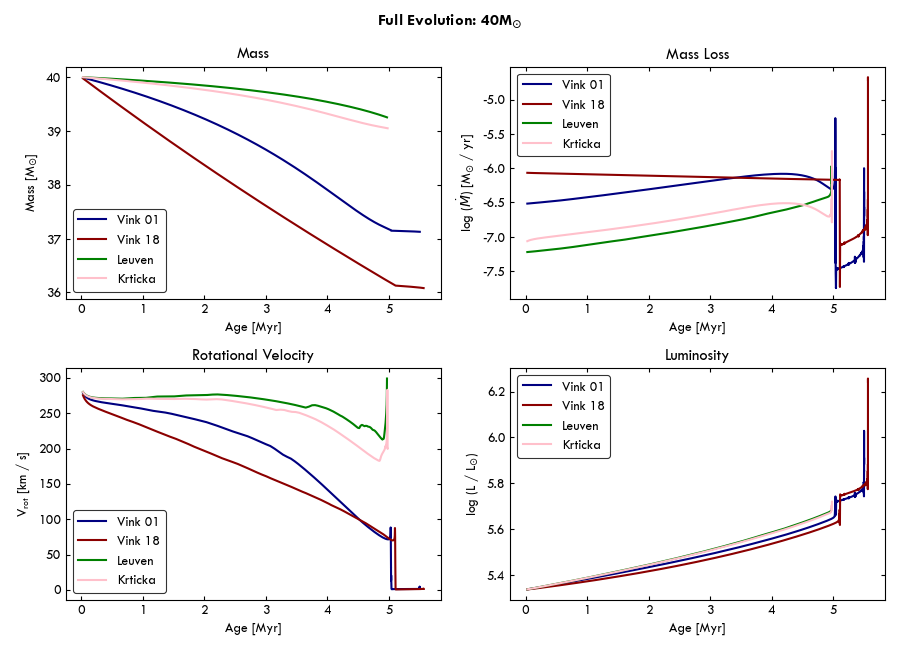 Full Evolution: 40M☉
Mass
Mass [M☉]
40
39
38
37
36
Vink 01
Vink 18
Leuven
Krticka
0 1 2 3 4 5
Age [Myr]
Mass Loss
log (Ṁ) [M☉ / yr]
-5.0
-5.5
-6.0
-6.5
-7.0
-7.5
Vink 01
Vink 18
Leuven
Krticka
0 1 2 3 4 5
Age [Myr]
Rotational Velocity
Vrot [km / s]
300
250
200
150
100
50
0
Vink 01
Vink 18
Leuven
Krticka
0 1 2 3 4 5
Age [Myr]
Luminosity
log (L / L☉)
6.2
6.0
5.8
5.6
5.4
Vink 01
Vink 18
Leuven
Krticka
0 1 2 3 4 5
Age [Myr]